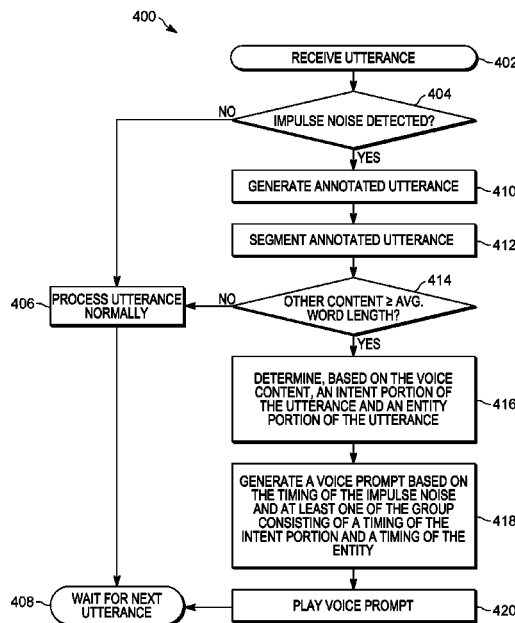 400
RECEIVE UTTERANCE
402
404
NO
IMPULSE NOISE DETECTED?
YES
GENERATE ANNOTATED UTTERANCE
410
SEGMENT ANNOTATED UTTERANCE
412
414
406
PROCESS UTTERANCE
NORMALLY
NO
OTHER CONTENT ≥ AVG.
WORD LENGTH?
YES
DETERMINE, BASED ON THE VOICE
CONTENT, AN INTENT PORTION OF
THE UTTERANCE AND AN ENTITY
PORTION OF THE UTTERANCE
416
GENERATE A VOICE PROMPT BASED ON
THE TIMING OF THE IMPULSE NOISE
AND AT LEAST ONE OF THE GROUP
CONSISTING OF A TIMING OF THE
INTENT PORTION AND A TIMING OF THE
ENTITY
418
408
WAIT FOR NEXT
UTTERANCE
PLAY VOICE PROMPT
420